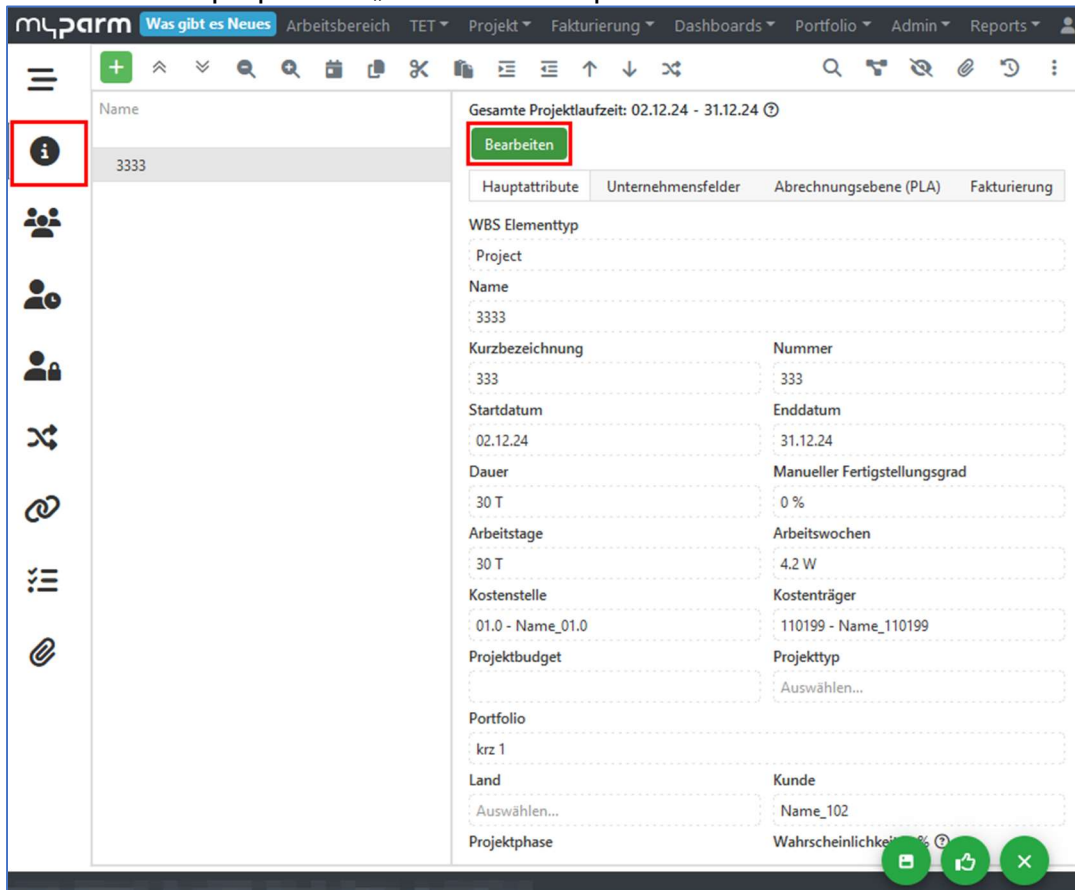 myparm Was gibt es Neues Arbeitsbereich TET Projekt Fakturierung Dashboards Portfolio Admin Reports
Name
3333
Gesamte Projektlaufzeit: 02.12.24 - 31.12.24
Bearbeiten
Hauptattribute Unternehmensfelder Abrechnungsebene (PLA) Fakturierung
WBS Elementtyp
Project
Name
3333
Kurzbezeichnung Nummer
333 333
Startdatum Enddatum
02.12.24 31.12.24
Dauer Manueller Fertigstellungsgrad
30 T 0 %
Arbeitstage Arbeitswochen
30 T 4.2 W
Kostenstelle Kostenträger
01.0 - Name_01.0 110199 - Name_110199
Projektbudget Projekttyp
Auswählen...
Portfolio
krz 1
Land Kunde
Auswählen... Name_102
Projektphase %